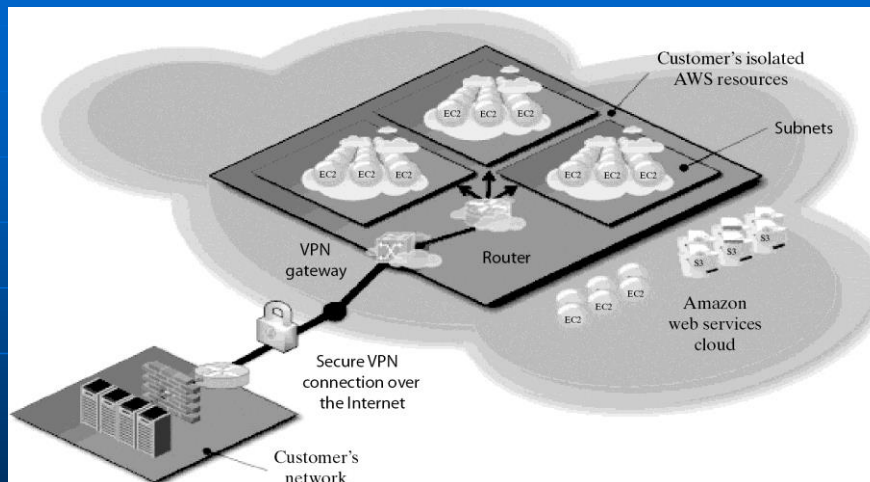 Customer's isolated
AWS resources
Subnets
EC2 EC2 EC2
EC2 EC2 EC2
EC2 EC2 EC2
VPN
gateway
Router
S3 S3 S3
EC2 EC2 EC2
Amazon
web services
cloud
Secure VPN
connection over
the Internet
Customer's
network